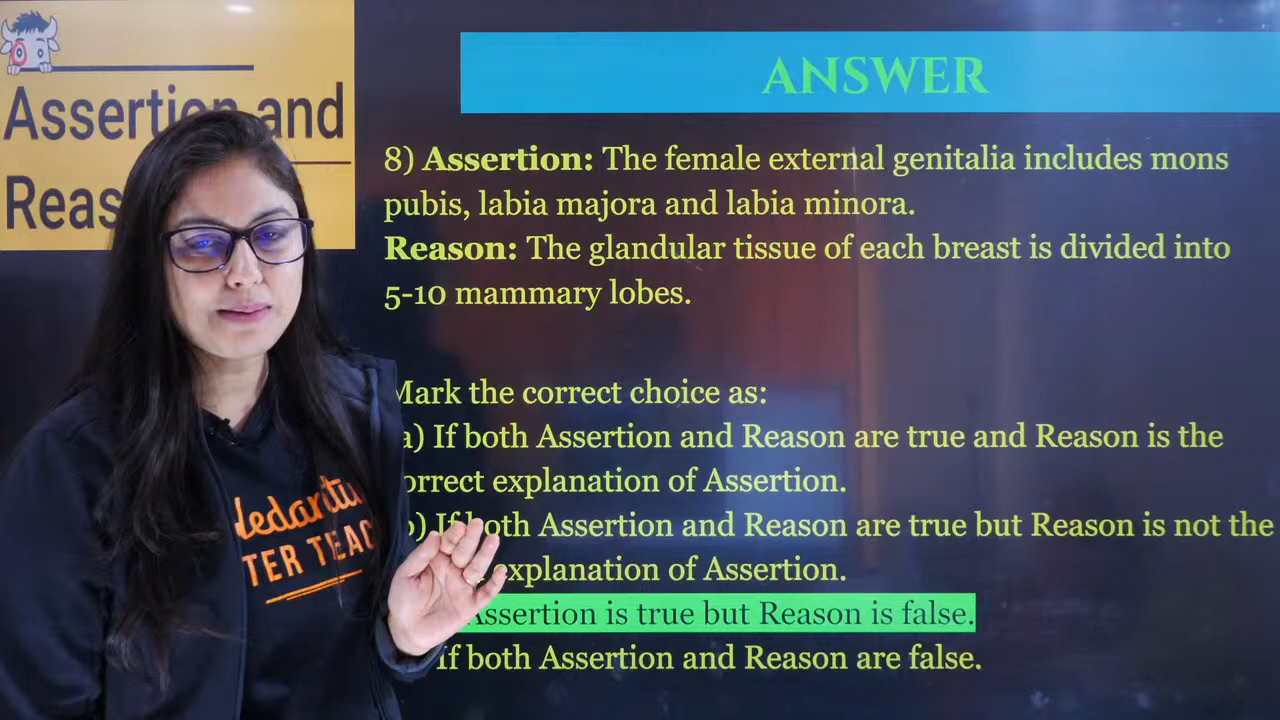 Assertion and
Reas
ANSWER
8) Assertion: The female external genitalia includes mons
pubis, labia majora and labia minora.
Reason: The glandular tissue of each breast is divided into
5-10 mammary lobes.
Mark the correct choice as:
a) If both Assertion and Reason are true and Reason is the
correct explanation of Assertion.
b) If both Assertion and Reason are true but Reason is not the
explanation of Assertion.
Assertion is true but Reason is false.
If both Assertion and Reason are false.
Vedantu
TER TEAC